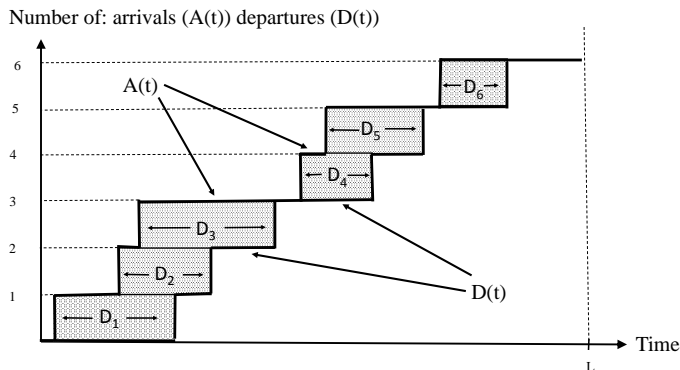 Number of: arrivals (A(t)) departures (D(t))
6
A(t)
D₆
5
D₅
4
D₄
3
D₃
2
D₂
D(t)
1
D₁
Time